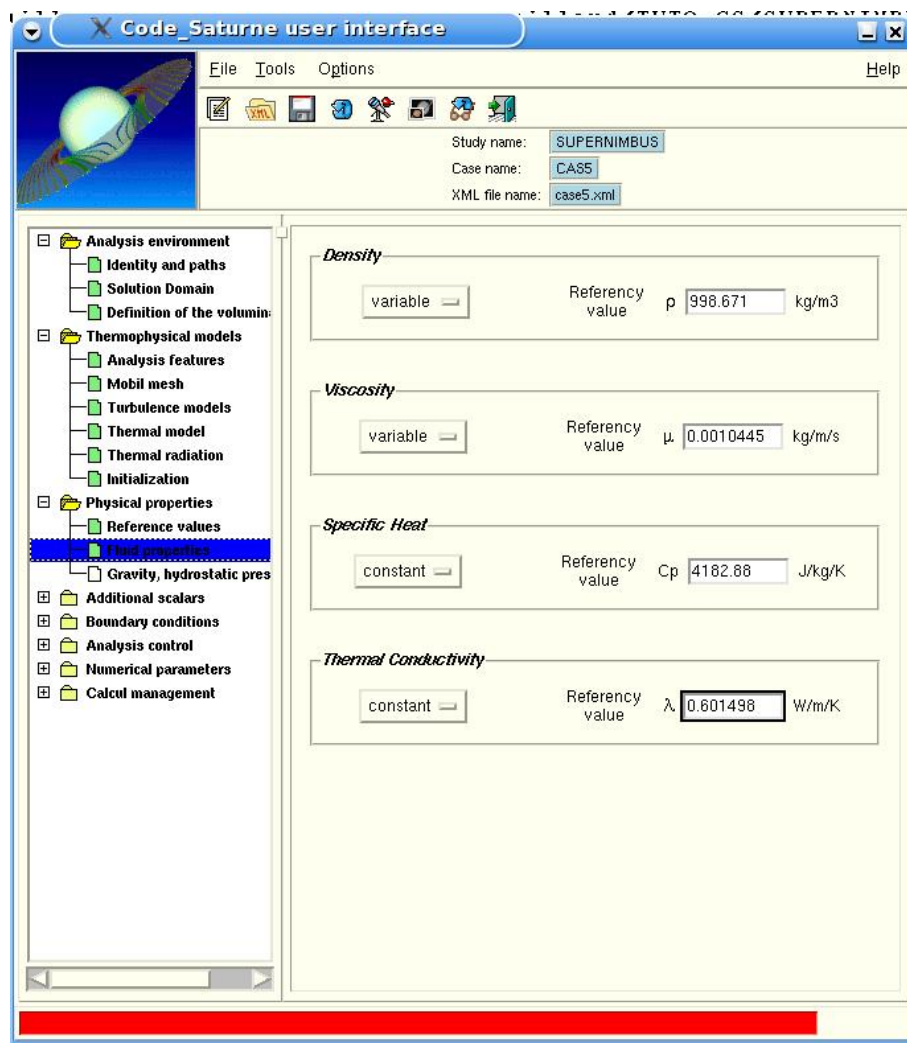 Code_Saturne user interface
File Tools Options Help
Study name: SUPERNIMBUS
Case name: CAS5
XML file name: case5.xml
Analysis environment
Identity and paths
Solution Domain
Definition of the volumin
Thermophysical models
Analysis features
Mobil mesh
Turbulence models
Thermal model
Thermal radiation
Initialization
Physical properties
Reference values
Fluid properties
Gravity, hydrostatic pres
Additional scalars
Boundary conditions
Analysis control
Numerical parameters
Calcul management
Density
variable Referency value ρ 998.671 kg/m3
Viscosity
variable Referency value μ 0.0010445 kg/m/s
Specific Heat
constant Referency value Cp 4182.88 J/kg/K
Thermal Conductivity
constant Referency value λ 0.601498 W/m/K